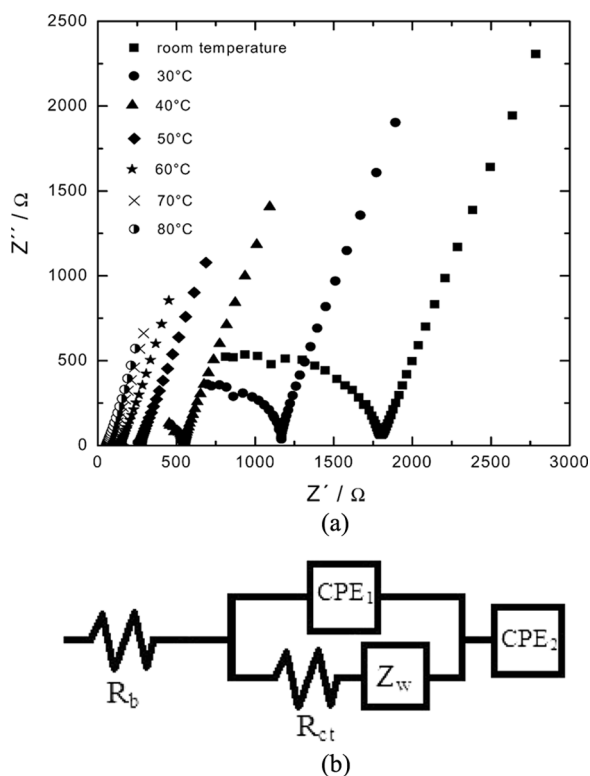 2500
2000
1500
1000
500
0
Z´´ / Ω
room temperature
30°C
40°C
50°C
60°C
70°C
80°C
0 500 1000 1500 2000 2500 3000
Z´ / Ω
(a)
CPE1
CPE2
Rb
Rct
Zw
(b)